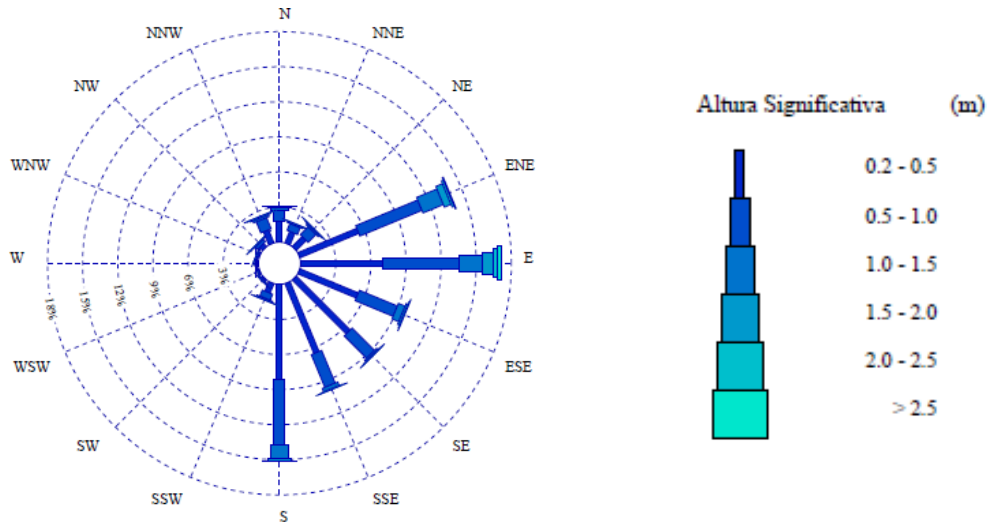 N
NNW
NNE
NW
NE
WNW
ENE
W
E
3%
6%
9%
12%
15%
18%
WSW
ESE
SW
SE
SSW
SSE
S
Altura Significativa (m)
0.2 - 0.5
0.5 - 1.0
1.0 - 1.5
1.5 - 2.0
2.0 - 2.5
> 2.5